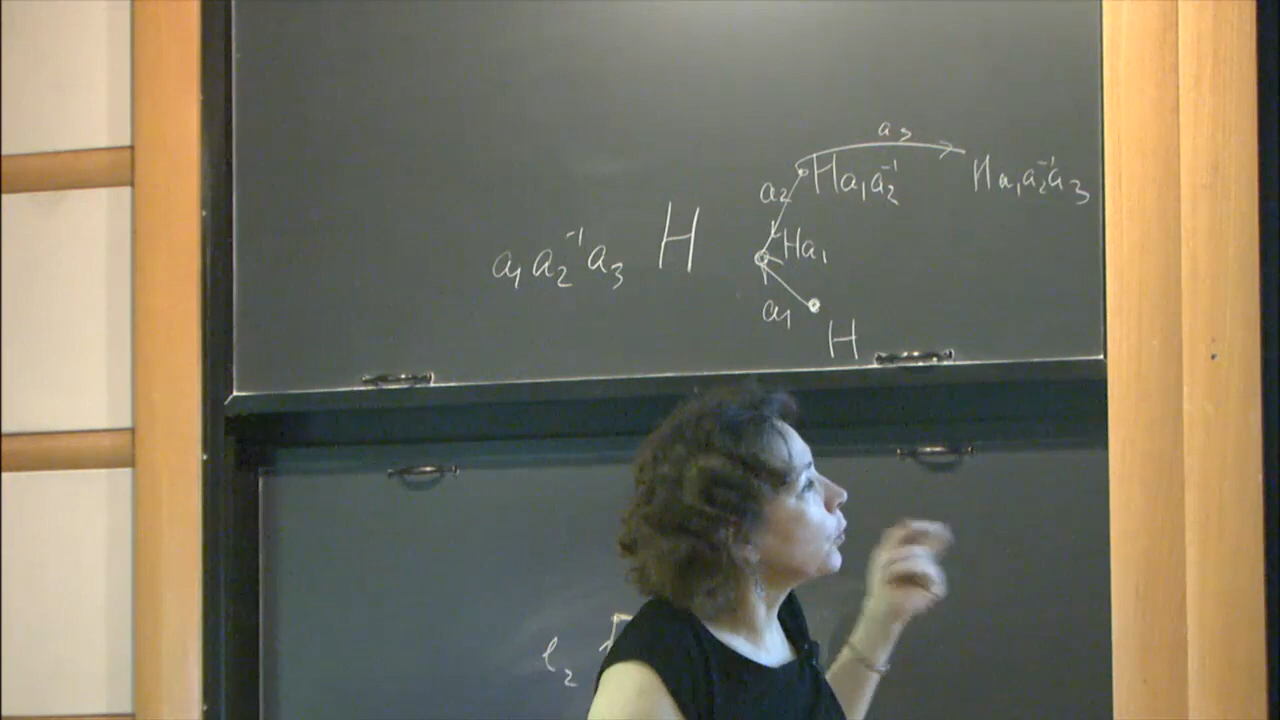 a₃
Ha₁a₂⁻¹ Ha₁a₂⁻¹a₃
a₂
a₁a₂⁻¹a₃ H Ha₁
a₁
H
l₂